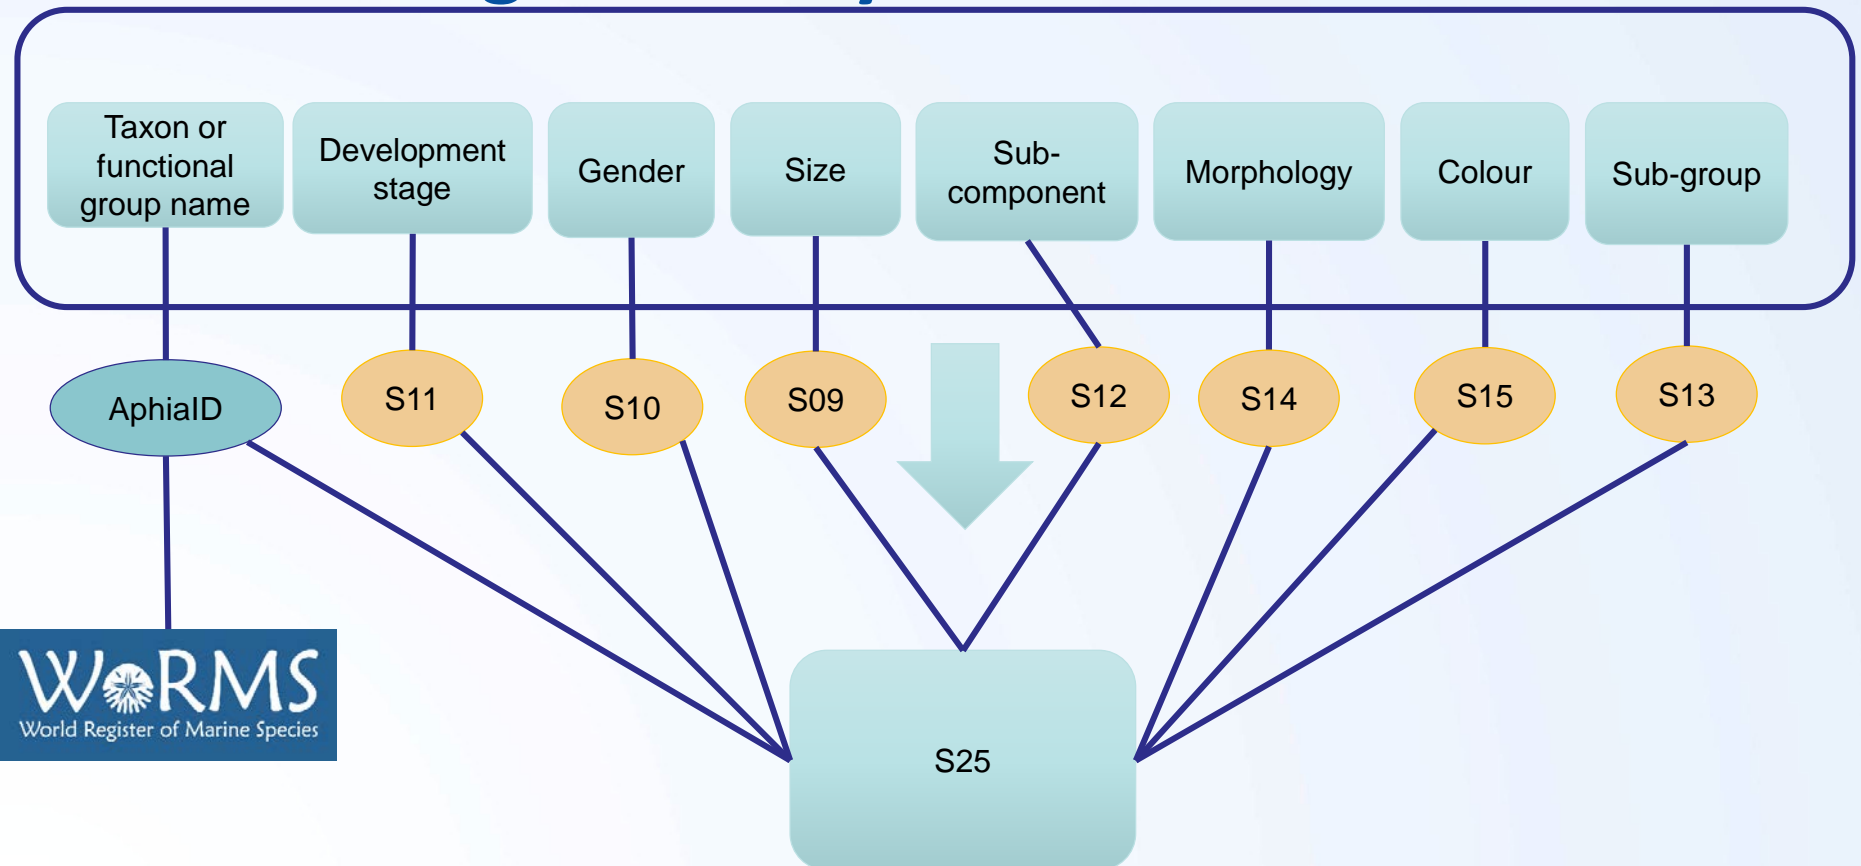 Taxon or
functional
group name
Development
stage
Gender
Size
Sub-
component
Morphology
Colour
Sub-group
AphiaID
S11
S10
S09
S12
S14
S15
S13
WoRMS
World Register of Marine Species
S25